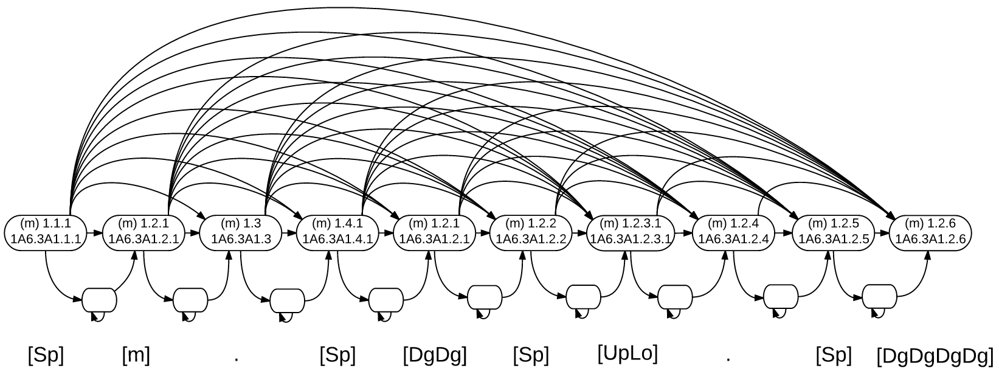 (m) 1.1.1
1A6.3A1.1.1
(m) 1.2.1
1A6.3A1.2.1
(m) 1.3
1A6.3A1.3
(m) 1.4.1
1A6.3A1.4.1
(m) 1.2.1
1A6.3A1.2.1
(m) 1.2.2
1A6.3A1.2.2
(m) 1.2.3.1
1A6.3A1.2.3.1
(m) 1.2.4
1A6.3A1.2.4
(m) 1.2.5
1A6.3A1.2.5
(m) 1.2.6
1A6.3A1.2.6
[Sp] [m] . [Sp] [DgDg] [Sp] [UpLo] . [Sp] [DgDgDgDg]